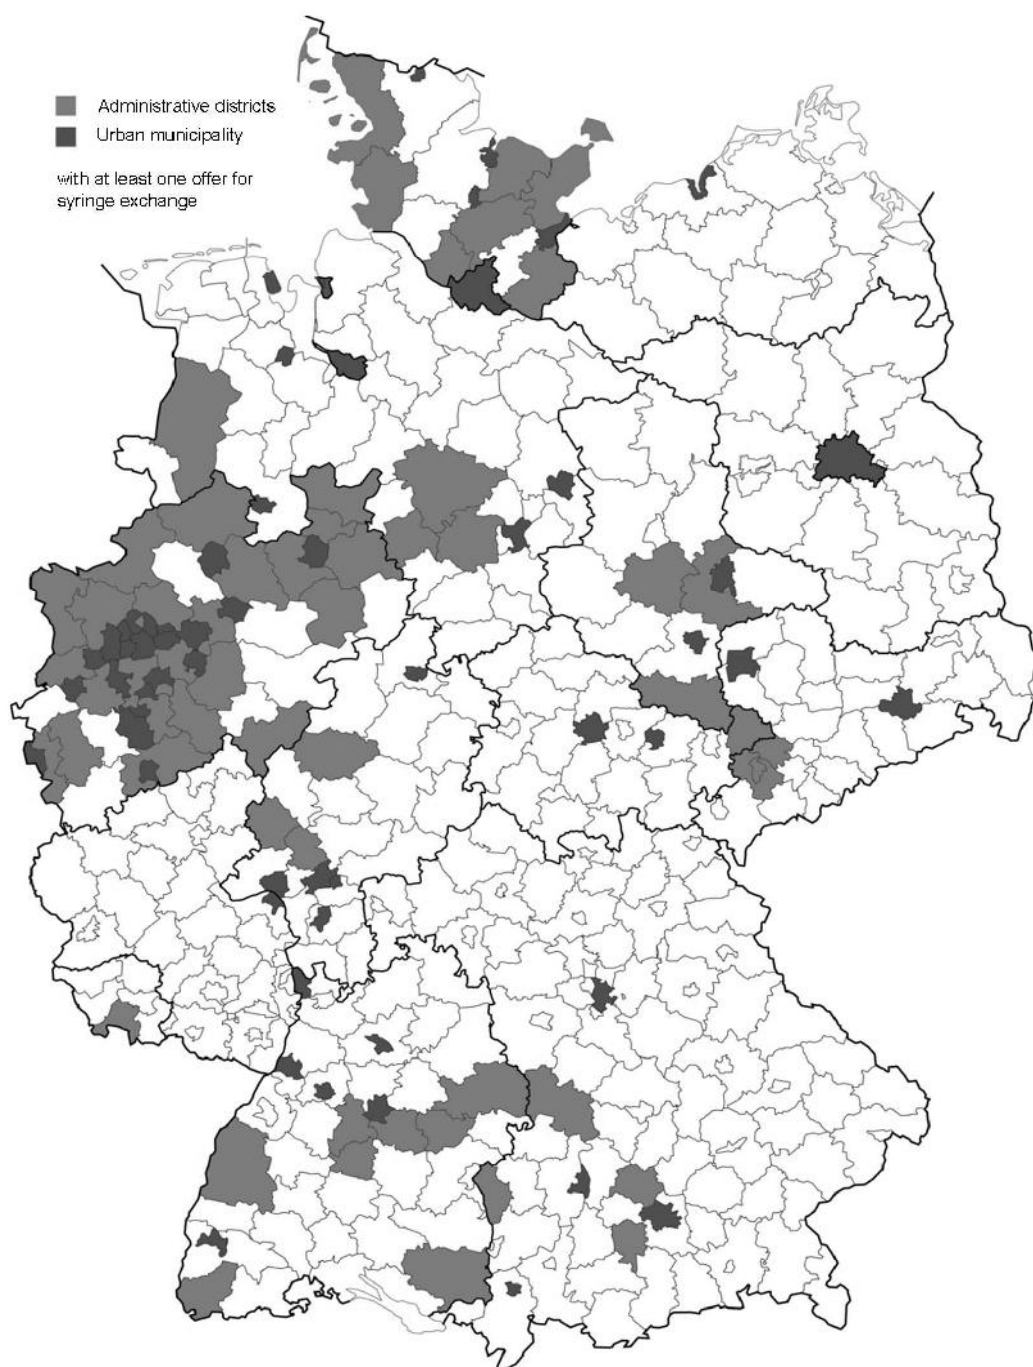 Administrative districts
Urban municipality
with at least one offer for
syringe exchange